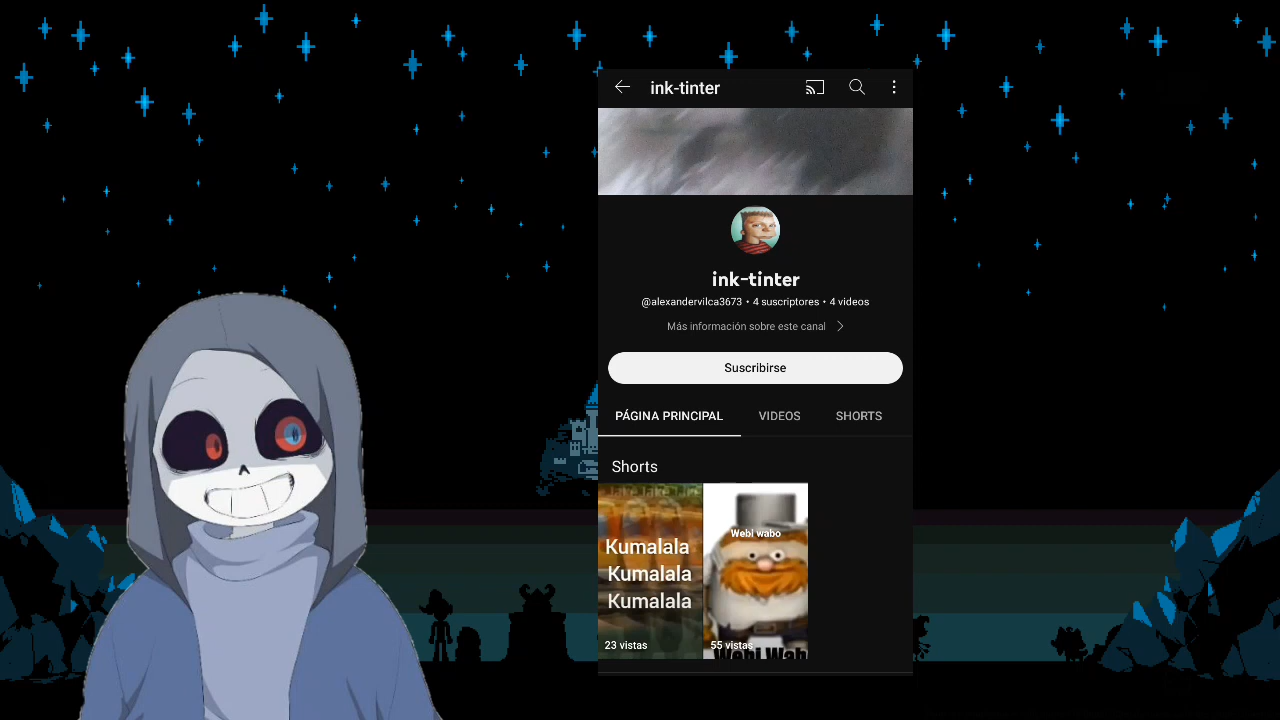 ink-tinter
ink-tinter
@alexandervilca3673 • 4 suscriptores • 4 videos
Más información sobre este canal
Suscribirse
PÁGINA PRINCIPAL VIDEOS SHORTS
Shorts
Kumalala
Kumalala
Kumalala
23 vistas
Webi wabo
55 vistas